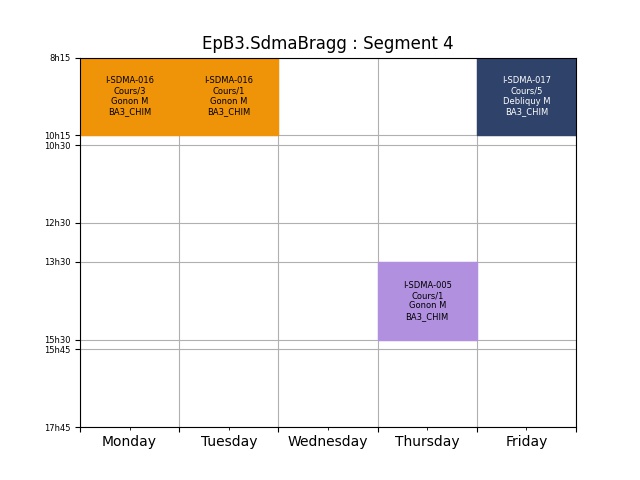 EpB3.SdmaBragg : Segment 4
8h15
10h15
10h30
12h30
13h30
15h30
15h45
17h45
I-SDMA-016
Cours/3
Gonon M
BA3_CHIM
I-SDMA-016
Cours/1
Gonon M
BA3_CHIM
I-SDMA-017
Cours/5
Debliquy M
BA3_CHIM
I-SDMA-005
Cours/1
Gonon M
BA3_CHIM
Monday
Tuesday
Wednesday
Thursday
Friday